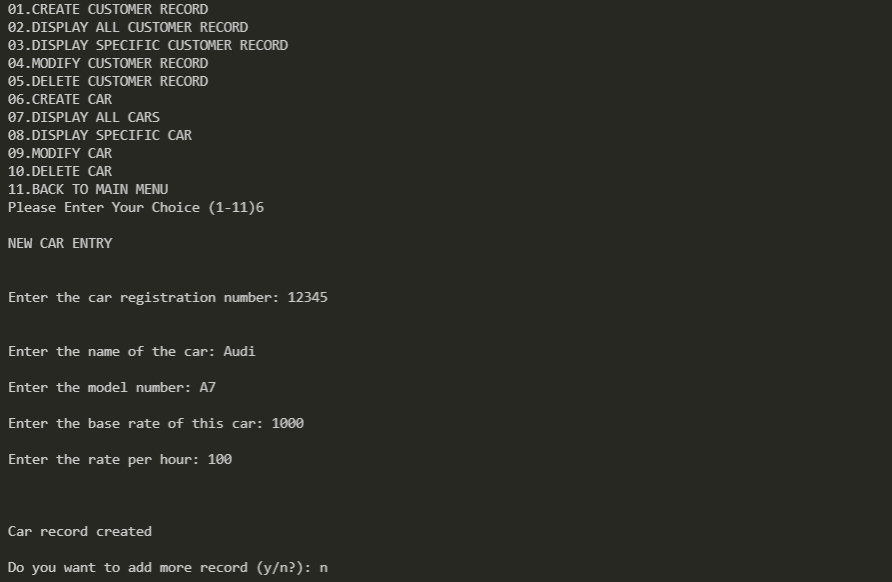 01.CREATE CUSTOMER RECORD
02.DISPLAY ALL CUSTOMER RECORD
03.DISPLAY SPECIFIC CUSTOMER RECORD
04.MODIFY CUSTOMER RECORD
05.DELETE CUSTOMER RECORD
06.CREATE CAR
07.DISPLAY ALL CARS
08.DISPLAY SPECIFIC CAR
09.MODIFY CAR
10.DELETE CAR
11.BACK TO MAIN MENU
Please Enter Your Choice (1-11)6
NEW CAR ENTRY
Enter the car registration number: 12345
Enter the name of the car: Audi
Enter the model number: A7
Enter the base rate of this car: 1000
Enter the rate per hour: 100
Car record created
Do you want to add more record (y/n?): n